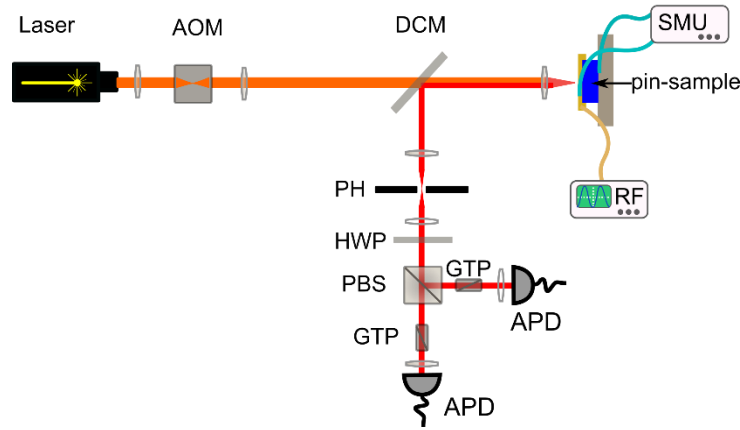 Laser
AOM
DCM
SMU
pin-sample
PH
RF
HWP
PBS
GTP
APD
GTP
APD